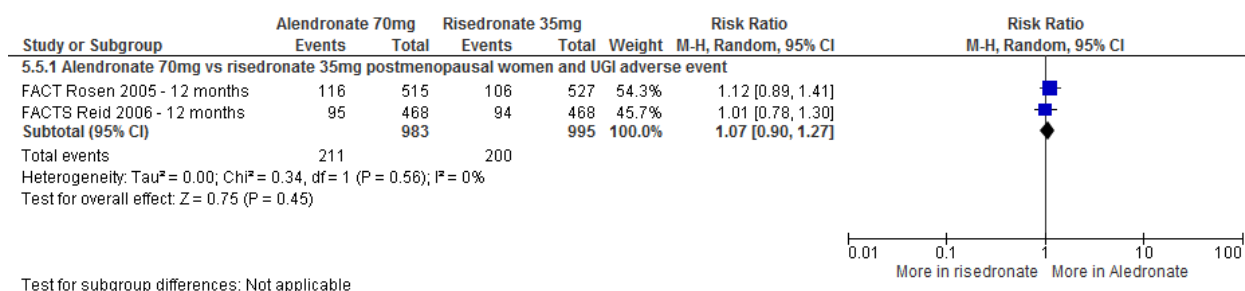 Alendronate 70mg Risedronate 35mg Risk Ratio Risk Ratio
Study or Subgroup Events Total Events Total Weight M-H, Random, 95% CI M-H, Random, 95% CI
5.5.1 Alendronate 70mg vs risedronate 35mg postmenopausal women and UGI adverse event
FACT Rosen 2005 - 12 months 116 515 106 527 54.3% 1.12 [0.89, 1.41]
FACTS Reid 2006 - 12 months 95 468 94 468 45.7% 1.01 [0.78, 1.30]
Subtotal (95% CI) 983 995 100.0% 1.07 [0.90, 1.27]
Total events 211 200
Heterogeneity: Tau² = 0.00; Chi² = 0.34, df = 1 (P = 0.56); I² = 0%
Test for overall effect: Z = 0.75 (P = 0.45)
0.01 0.1 1 10 100
More in risedronate More in Aledronate
Test for subgroup differences: Not applicable